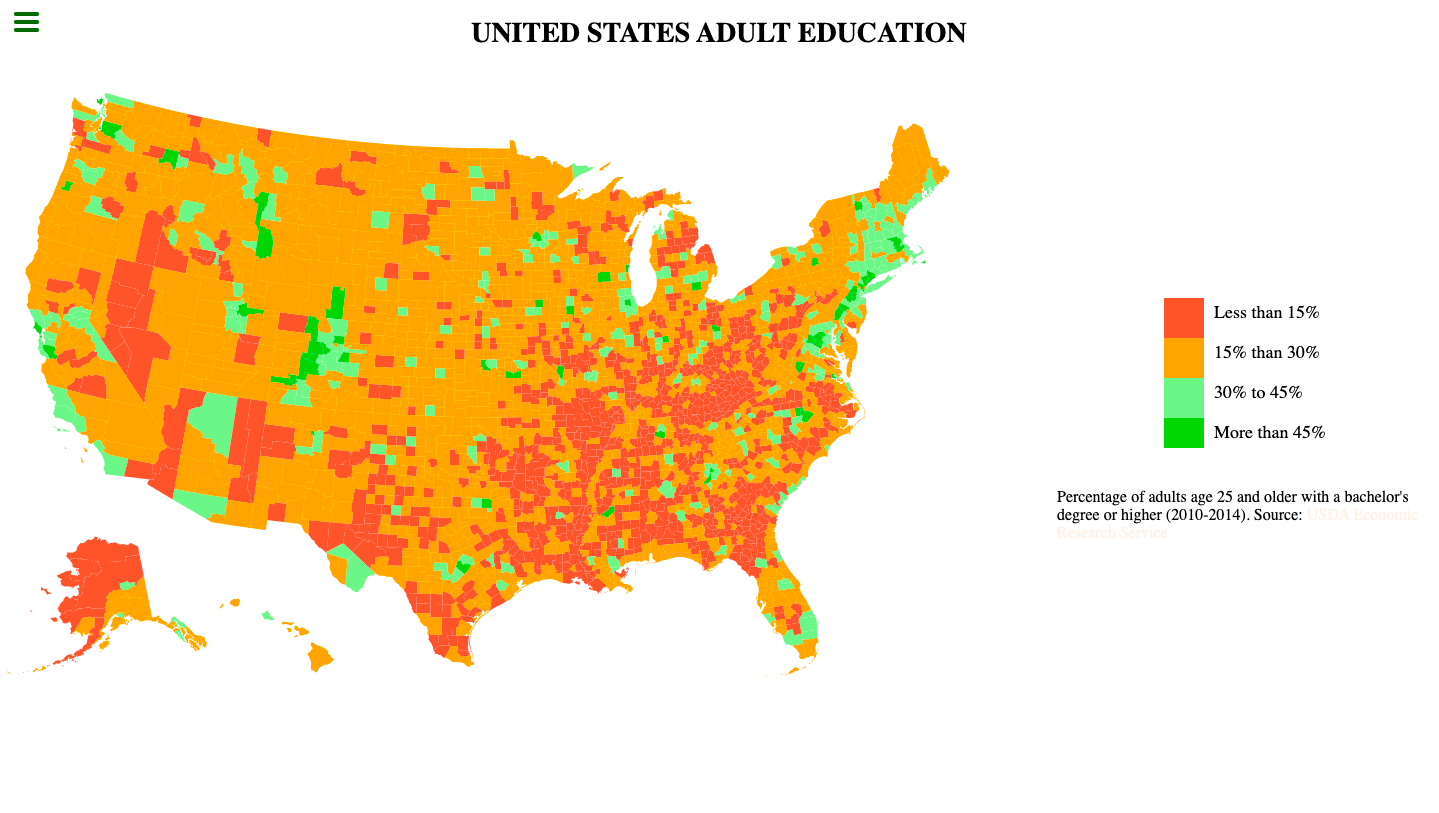 UNITED STATES ADULT EDUCATION
Less than 15%
15% than 30%
30% to 45%
More than 45%
Percentage of adults age 25 and older with a bachelor's
degree or higher (2010-2014). Source: USDA Economic
Research Service